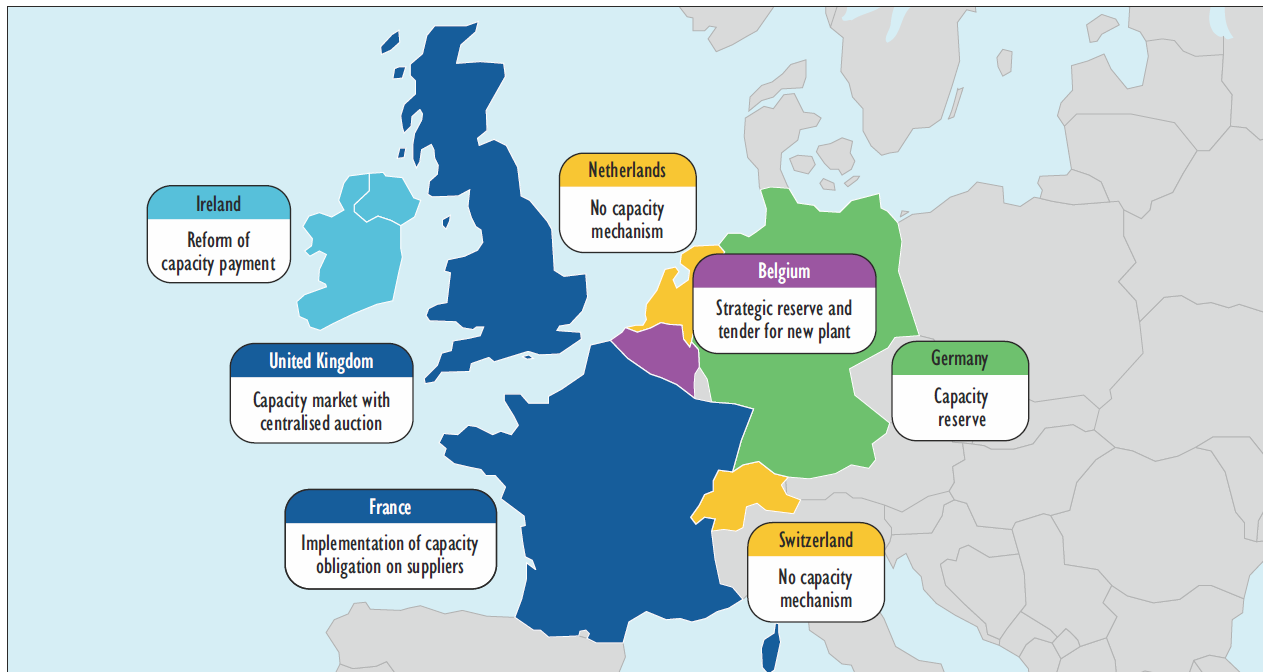 Netherlands
No capacity
mechanism
Ireland
Reform of
capacity payment
Belgium
Strategic reserve and
tender for new plant
United Kingdom
Capacity market with
centralised auction
Germany
Capacity
reserve
France
Implementation of capacity
obligation on suppliers
Switzerland
No capacity
mechanism